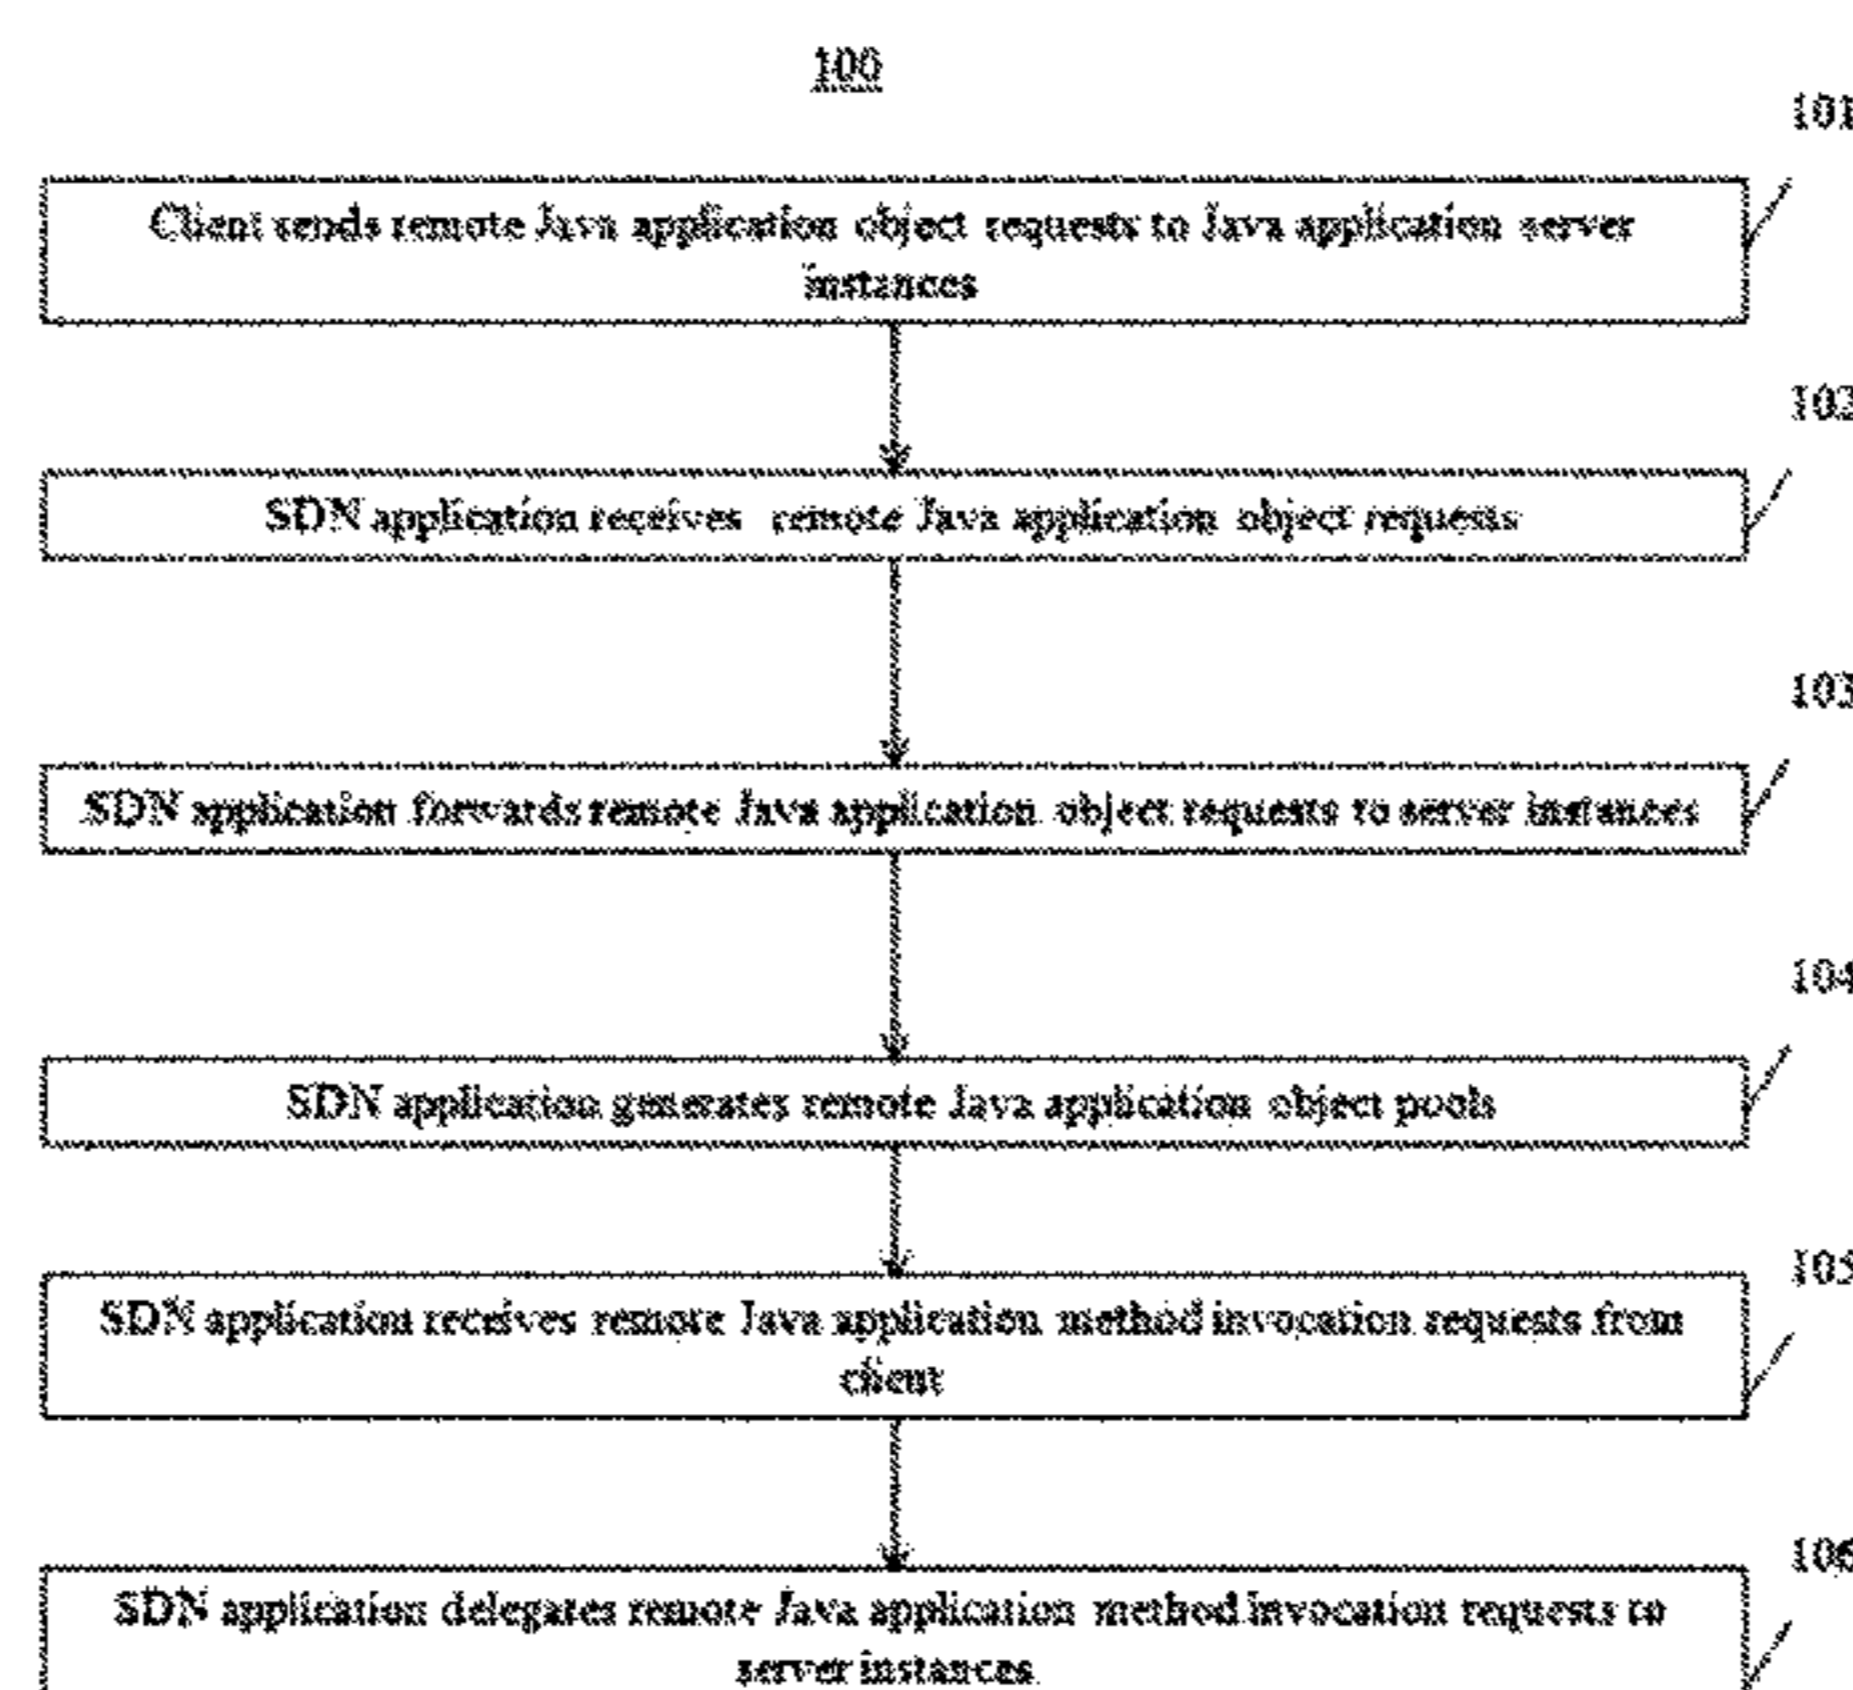 100
101
Client sends remote Java application object requests to Java application server
instances
102
SDN application receives remote Java application object requests
103
SDN application forwards remote Java application object requests to server instances
104
SDN application generates remote Java application object pools
105
SDN application receives remote Java application method invocation requests from
client
106
SDN application delegates remote Java application method invocation requests to
server instances